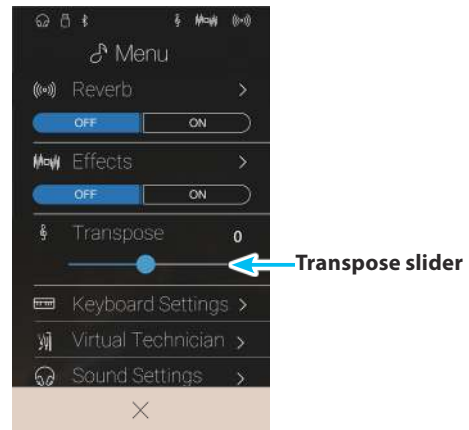 Menu
Reverb
OFF ON
Effects
OFF ON
Transpose 0
Transpose slider
Keyboard Settings
Virtual Technician
Sound Settings